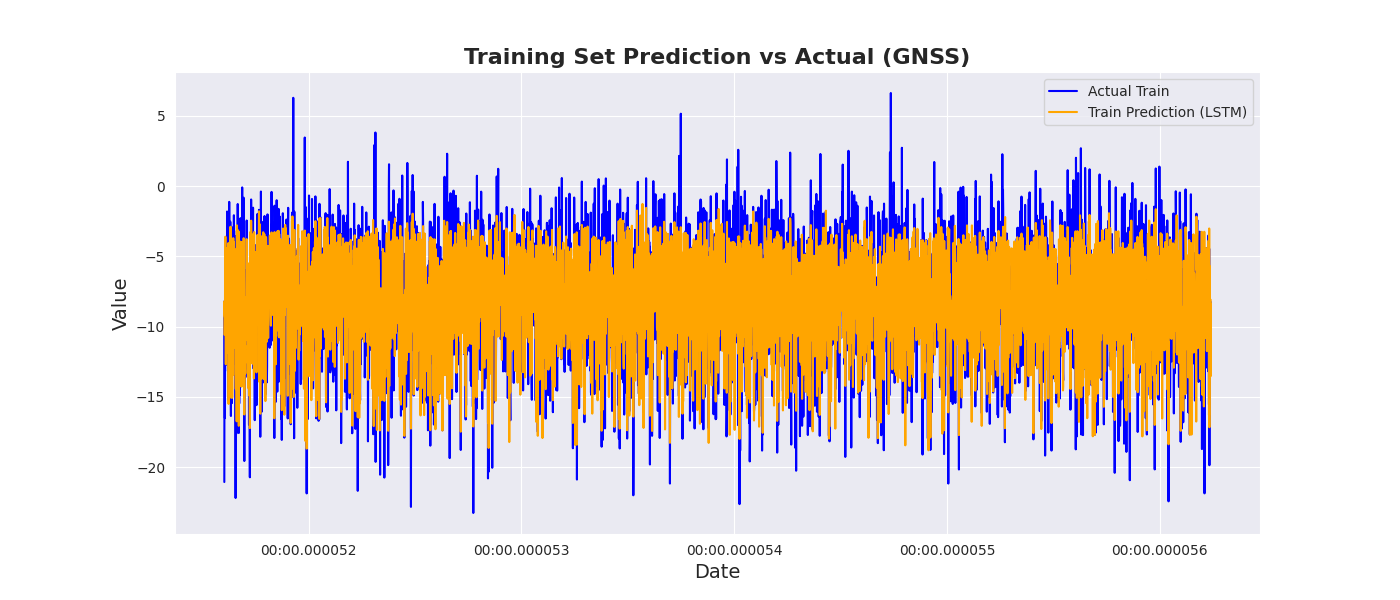 Training Set Prediction vs Actual (GNSS)
Actual Train
Train Prediction (LSTM)
Value
5
0
−5
−10
−15
−20
00:00.000052
00:00.000053
00:00.000054
00:00.000055
00:00.000056
Date